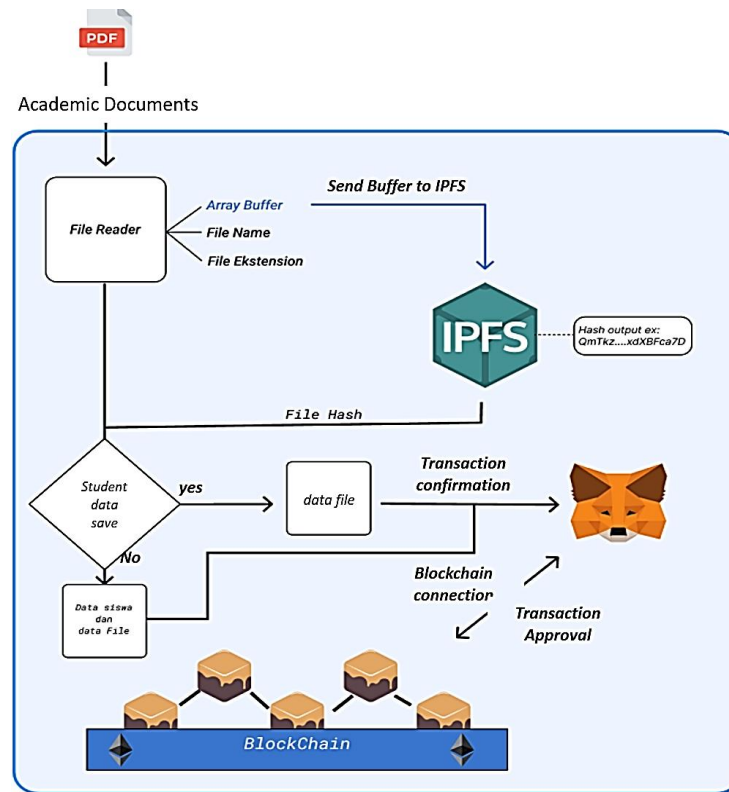 PDF
Academic Documents
File Reader
Array Buffer
File Name
File Ekstension
Send Buffer to IPFS
IPFS
Hash output ex:
QmTkz....xdXBFca7D
File Hash
Student
data
save
yes
data file
Transaction
confirmation
No
Data siswa
dan
data File
Blockchain
connection
Transaction
Approval
BlockChain